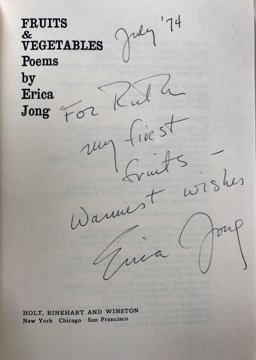 FRUITS
&
VEGETABLES
Poems
by
Erica
Jong
July '74
For Ruth
my first
fruits –
Warmest wishes
Erica Jong
HOLT, RINEHART AND WINSTON
New York Chicago San Francisco